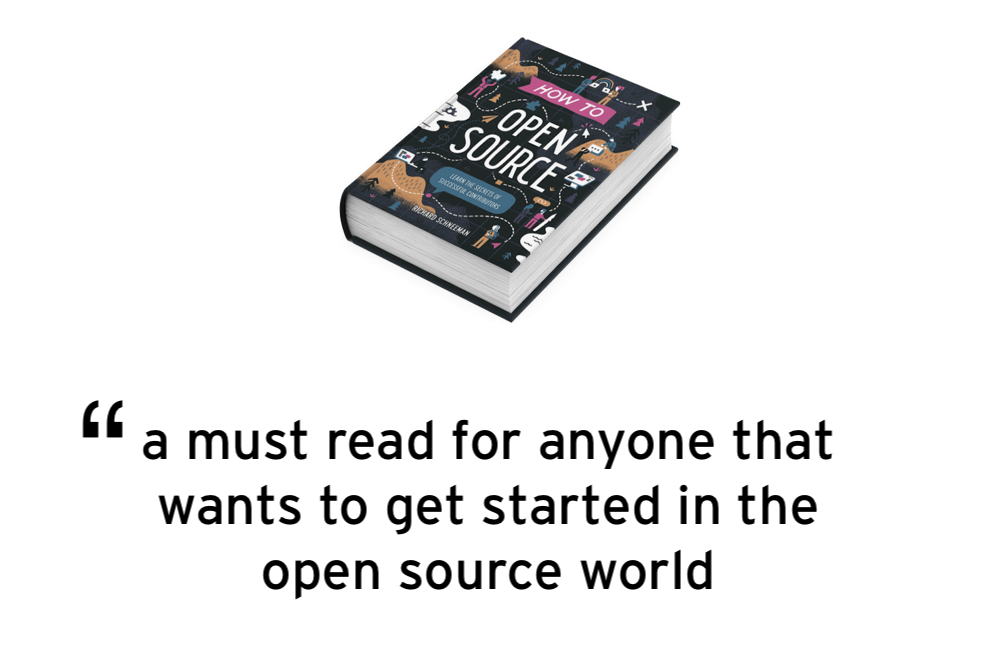 HOW TO
OPEN
SOURCE
LEARN THE SECRETS OF
SUCCESSFUL CONTRIBUTORS
RICHARD SCHNEEMAN
“ a must read for anyone that
wants to get started in the
open source world